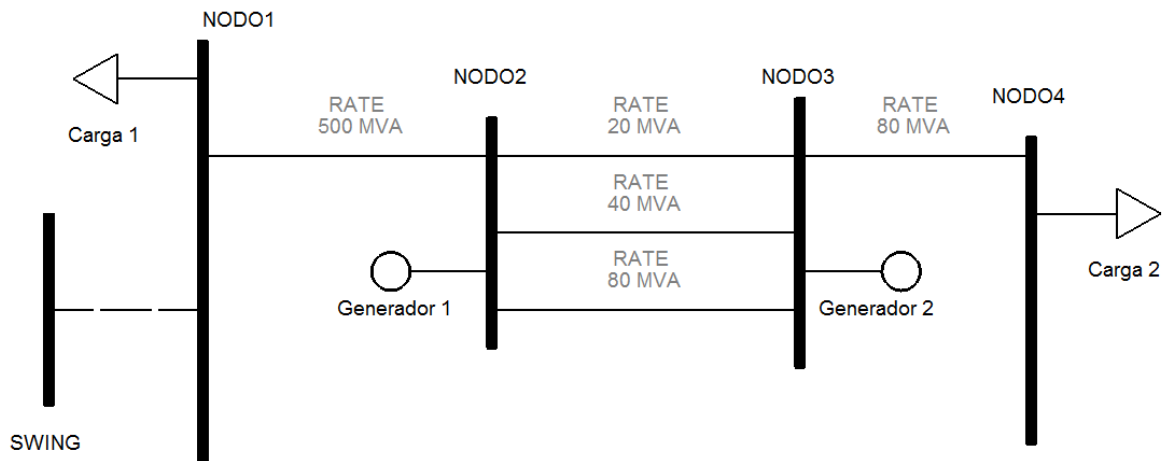 NODO1
NODO2
NODO3
NODO4
RATE
500 MVA
RATE
20 MVA
RATE
80 MVA
Carga 1
RATE
40 MVA
RATE
80 MVA
Carga 2
Generador 1
Generador 2
SWING